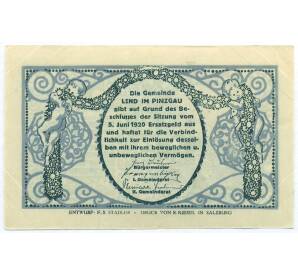 Die Gemeinde
LEND IM PINZGAU
gibt auf Grund des Be-
schlusses der Sitzung vom
5. Juni 1920 Ersatzgeld aus
und haftet für die Verbind-
lichkeit zur Einlösung dessel-
ben mit ihrem beweglichen u.
unbeweglichen Vermögen.
Bürgermeister
I. Gemeinderat
II. Gemeinderat
ENTWURF: F. X. STADLER · DRUCK VON R. KIESEL IN SALZBURG